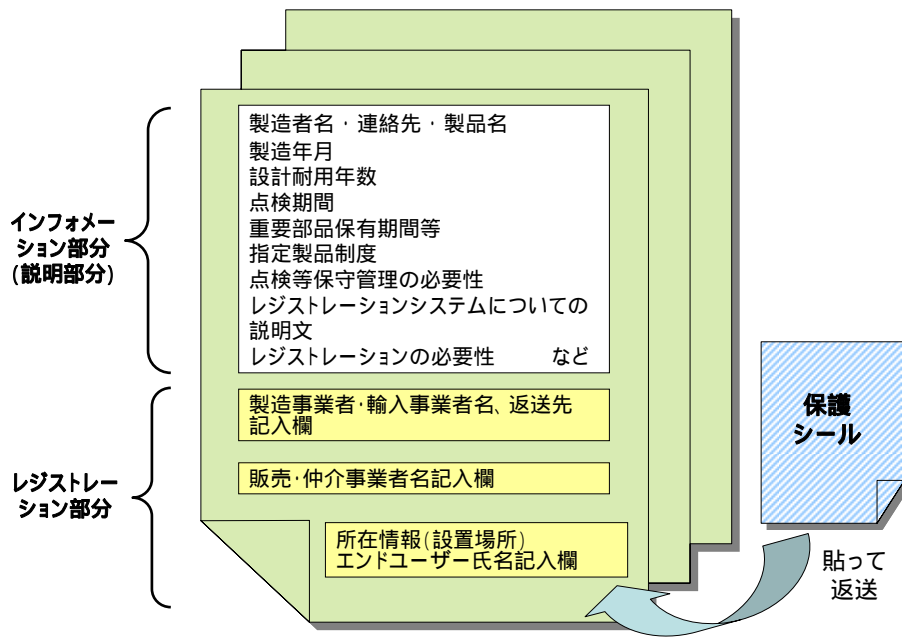 製造者名・連絡先・製品名
製造年月
設計耐用年数
点検期間
重要部品保有期間等
指定製品制度
点検等保守管理の必要性
レジストレーションシステムについての
説明文
レジストレーションの必要性 など
インフォメー
ション部分
(説明部分)
製造事業者・輸入事業者名、返送先
記入欄
販売・仲介事業者名記入欄
レジストレー
ション部分
所在情報(設置場所)
エンドユーザー氏名記入欄
保護
シール
貼って
返送